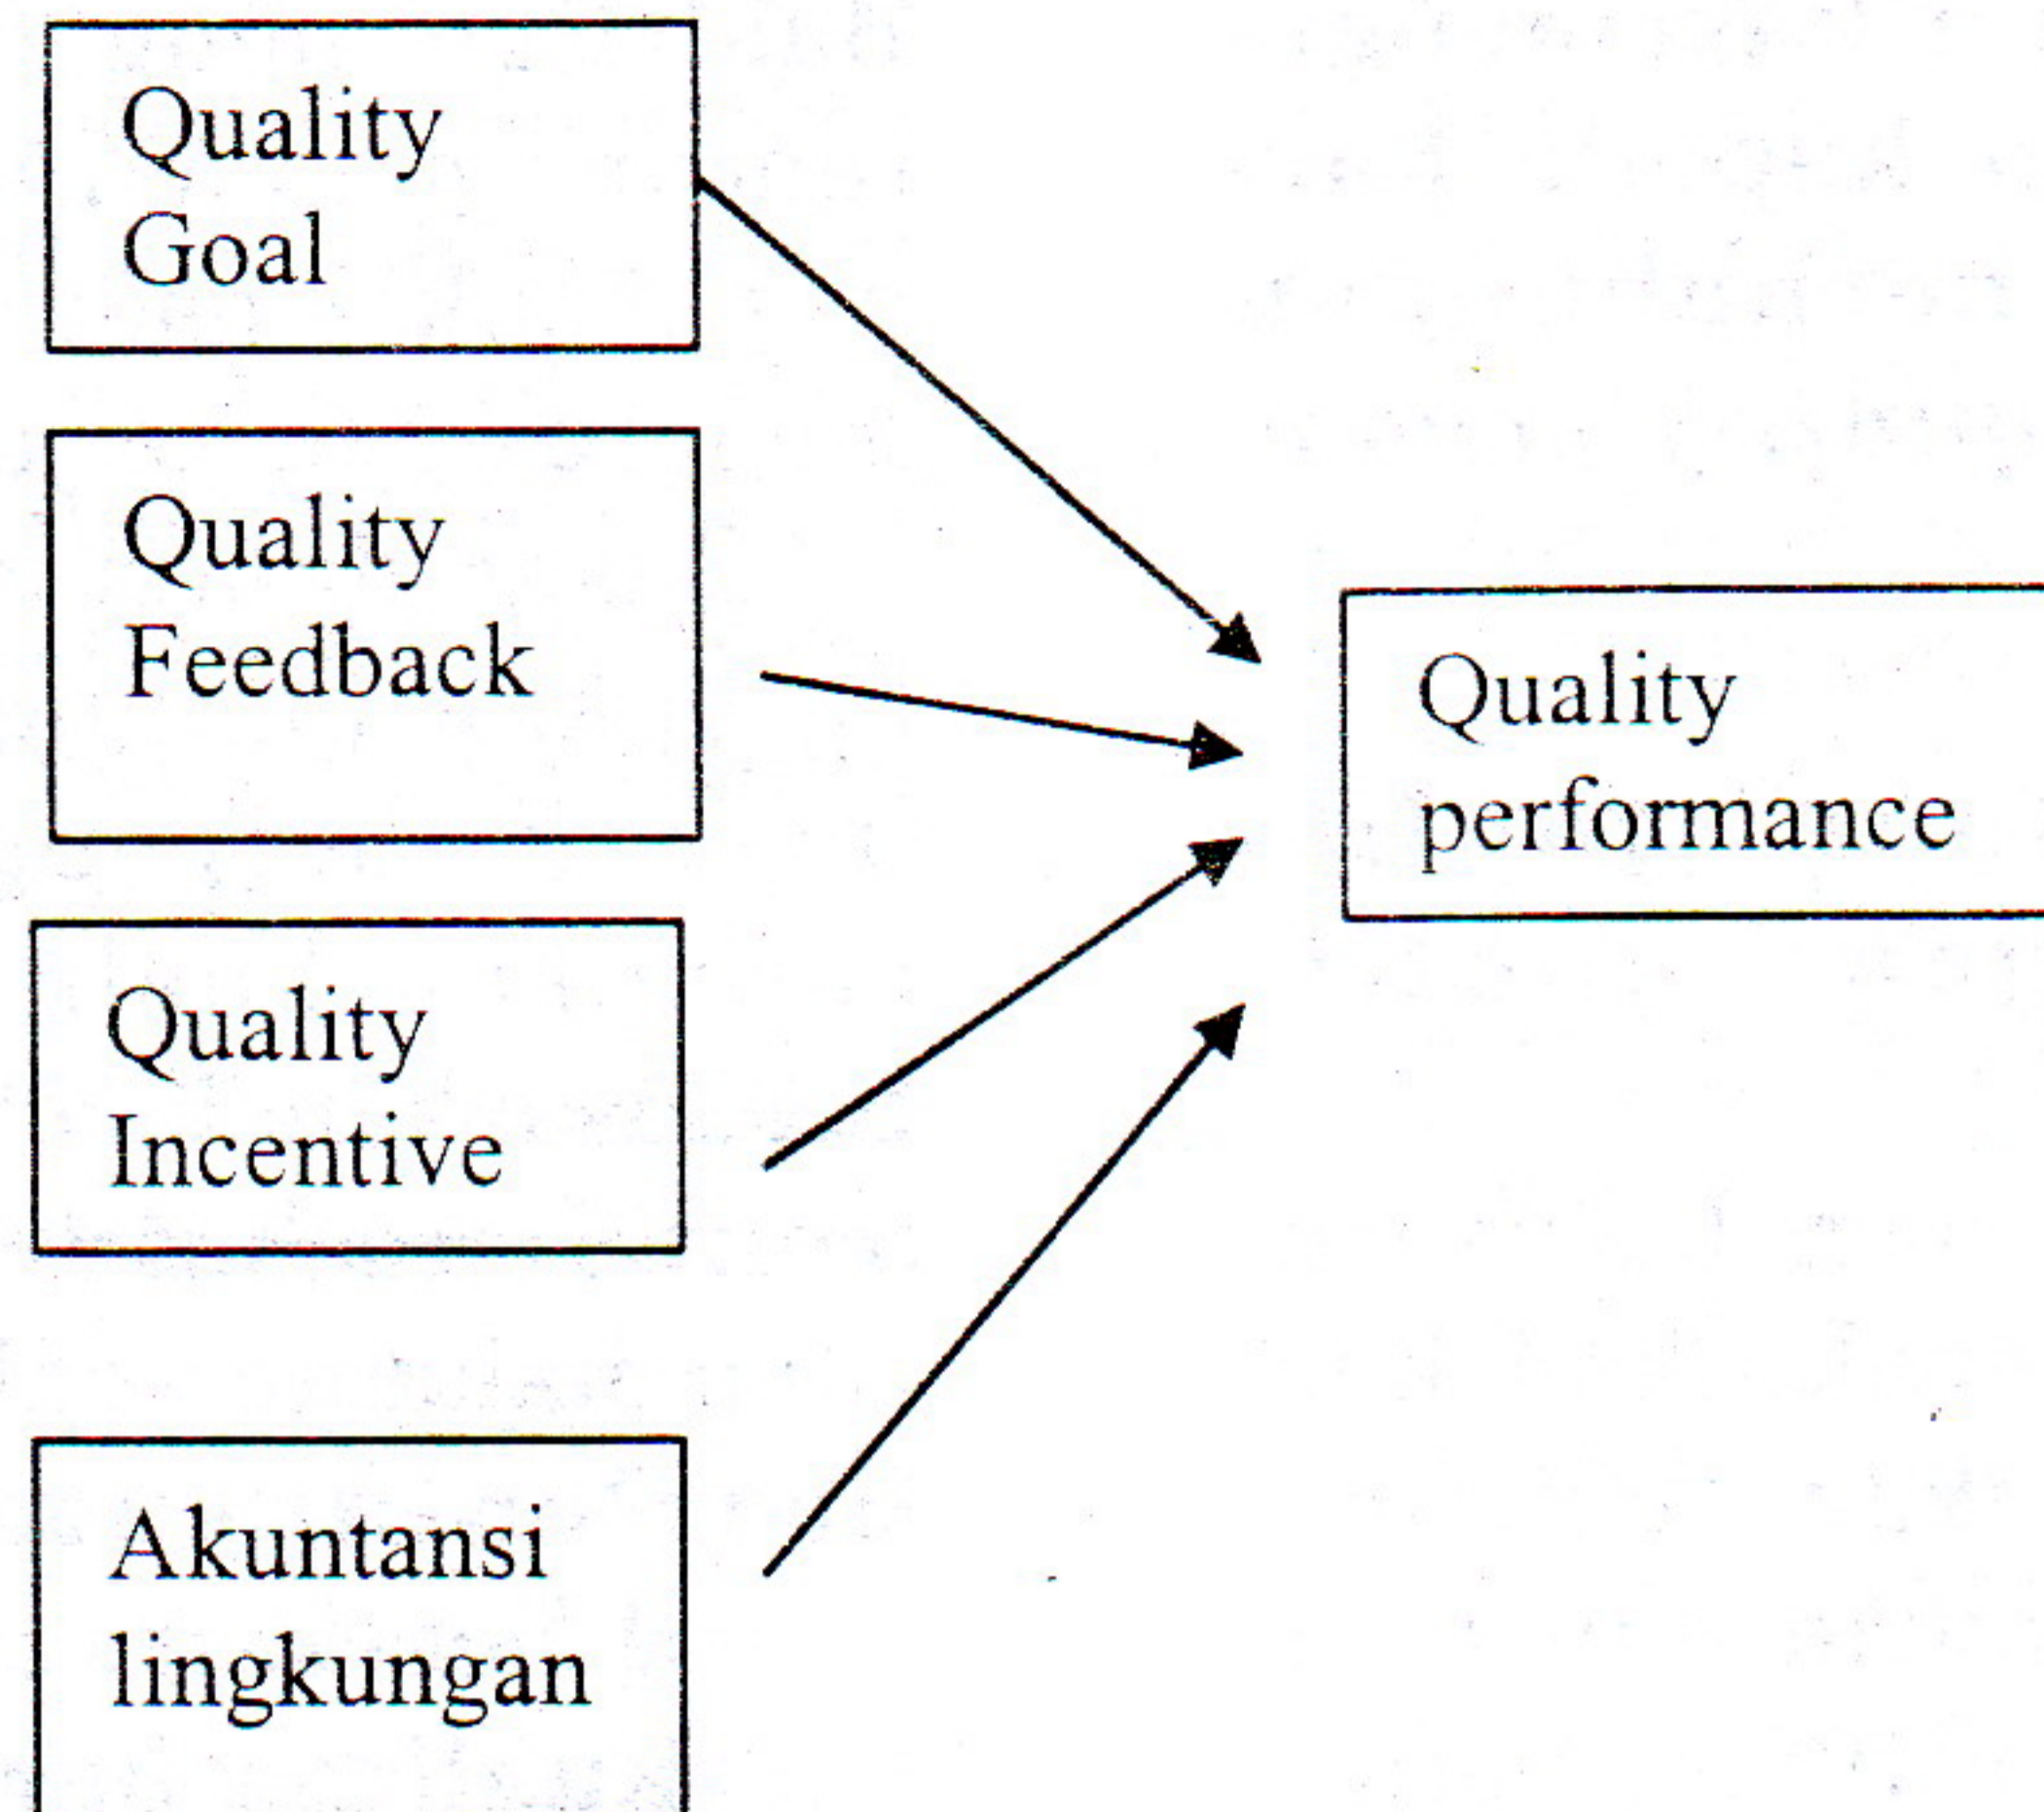 Quality
Goal
Quality
Feedback
Quality
performance
Quality
Incentive
Akuntansi
lingkungan